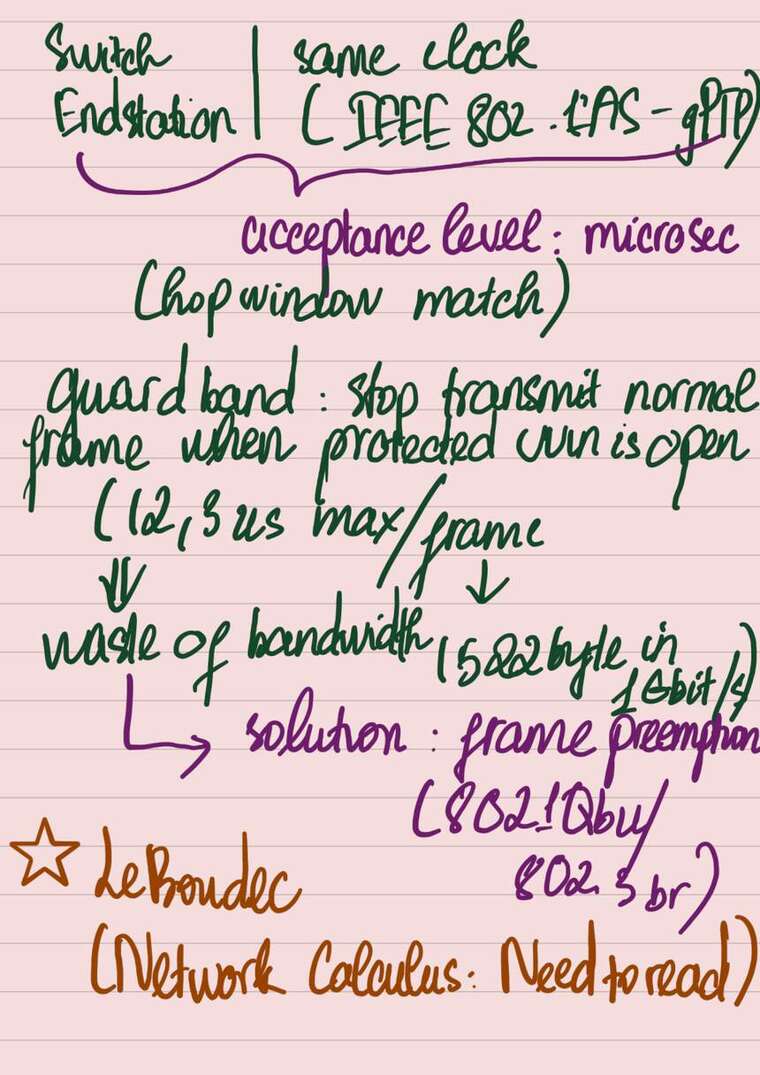 Switch | same clock
Endstation | (IEEE 802.1AS-gPTP)
acceptance level: microsec
(hop window match)
guard band : stop transmit normal
frame when protected win is open
(12,3 us max/frame
waste of bandwidth (1522 byte in
1Gbit/s)
solution : frame preemption
(802.1Qbu/
802.3br)
☆ LeBoudec
(Network Calculus: Need to read)